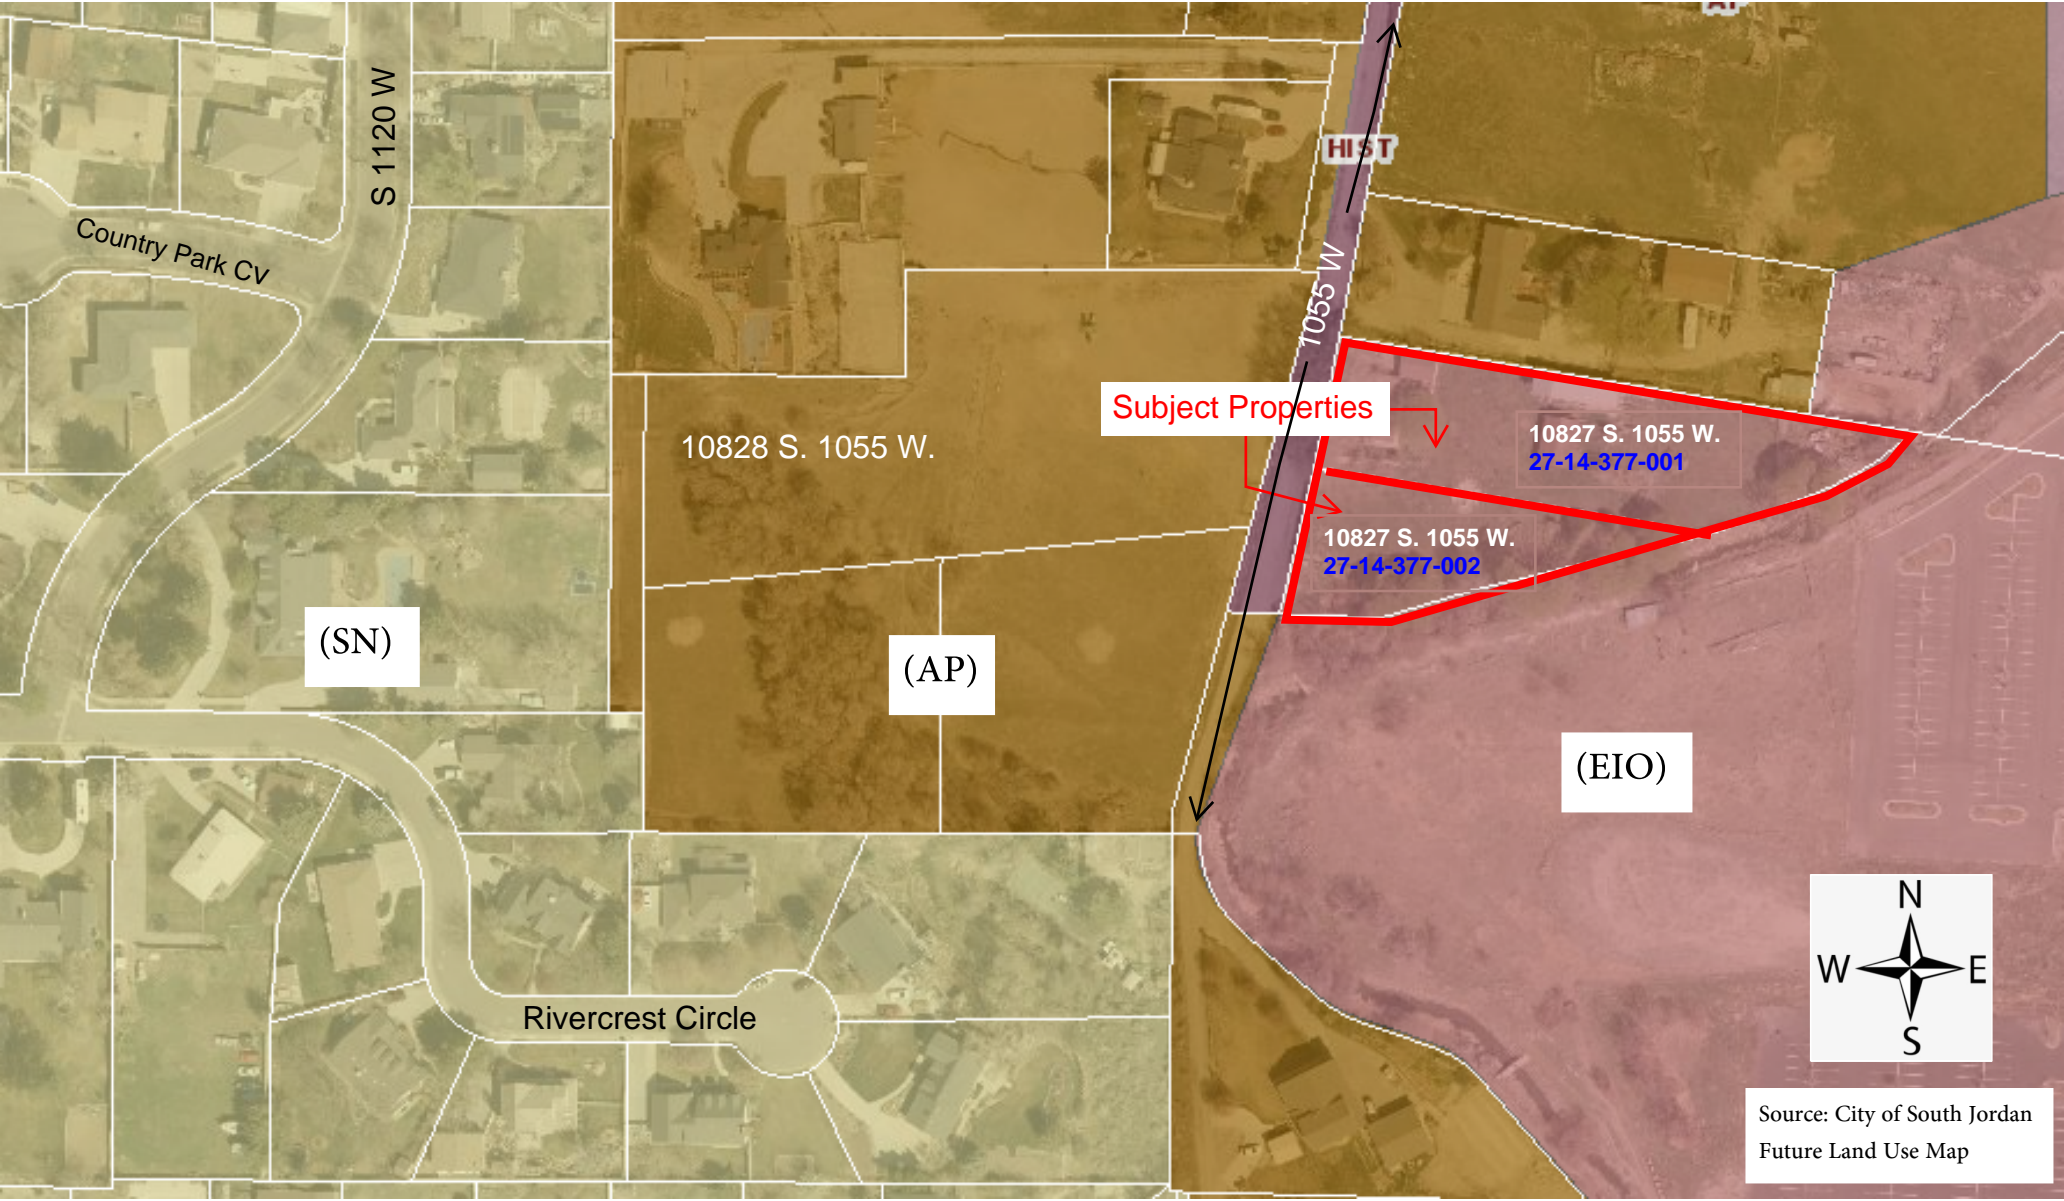 AP
S 1120 W
HIST
Country Park CV
1055 W
Subject Properties
10828 S. 1055 W.
10827 S. 1055 W.
27-14-377-001
10827 S. 1055 W.
27-14-377-002
(SN)
(AP)
(EIO)
N
W
E
S
Rivercrest Circle
Source: City of South Jordan
Future Land Use Map